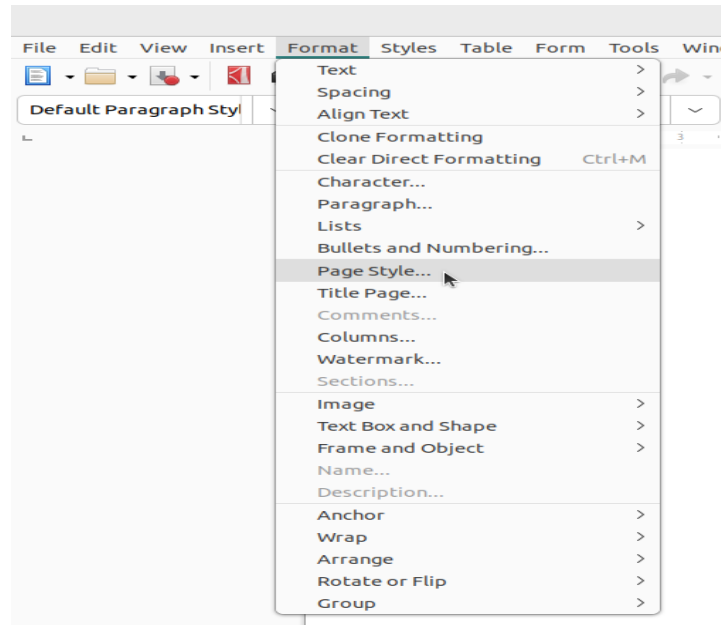 File Edit View Insert Format Styles Table Form Tools
Default Paragraph
3
Text
Spacing
Align Text
Clone Formatting
Clear Direct Formatting Ctrl+M
Character...
Paragraph...
Lists
Bullets and Numbering...
Page Style...
Title Page...
Comments...
Columns...
Watermark...
Sections...
Image
Text Box and Shape
Frame and Object
Name...
Description...
Anchor
Wrap
Arrange
Rotate or Flip
Group